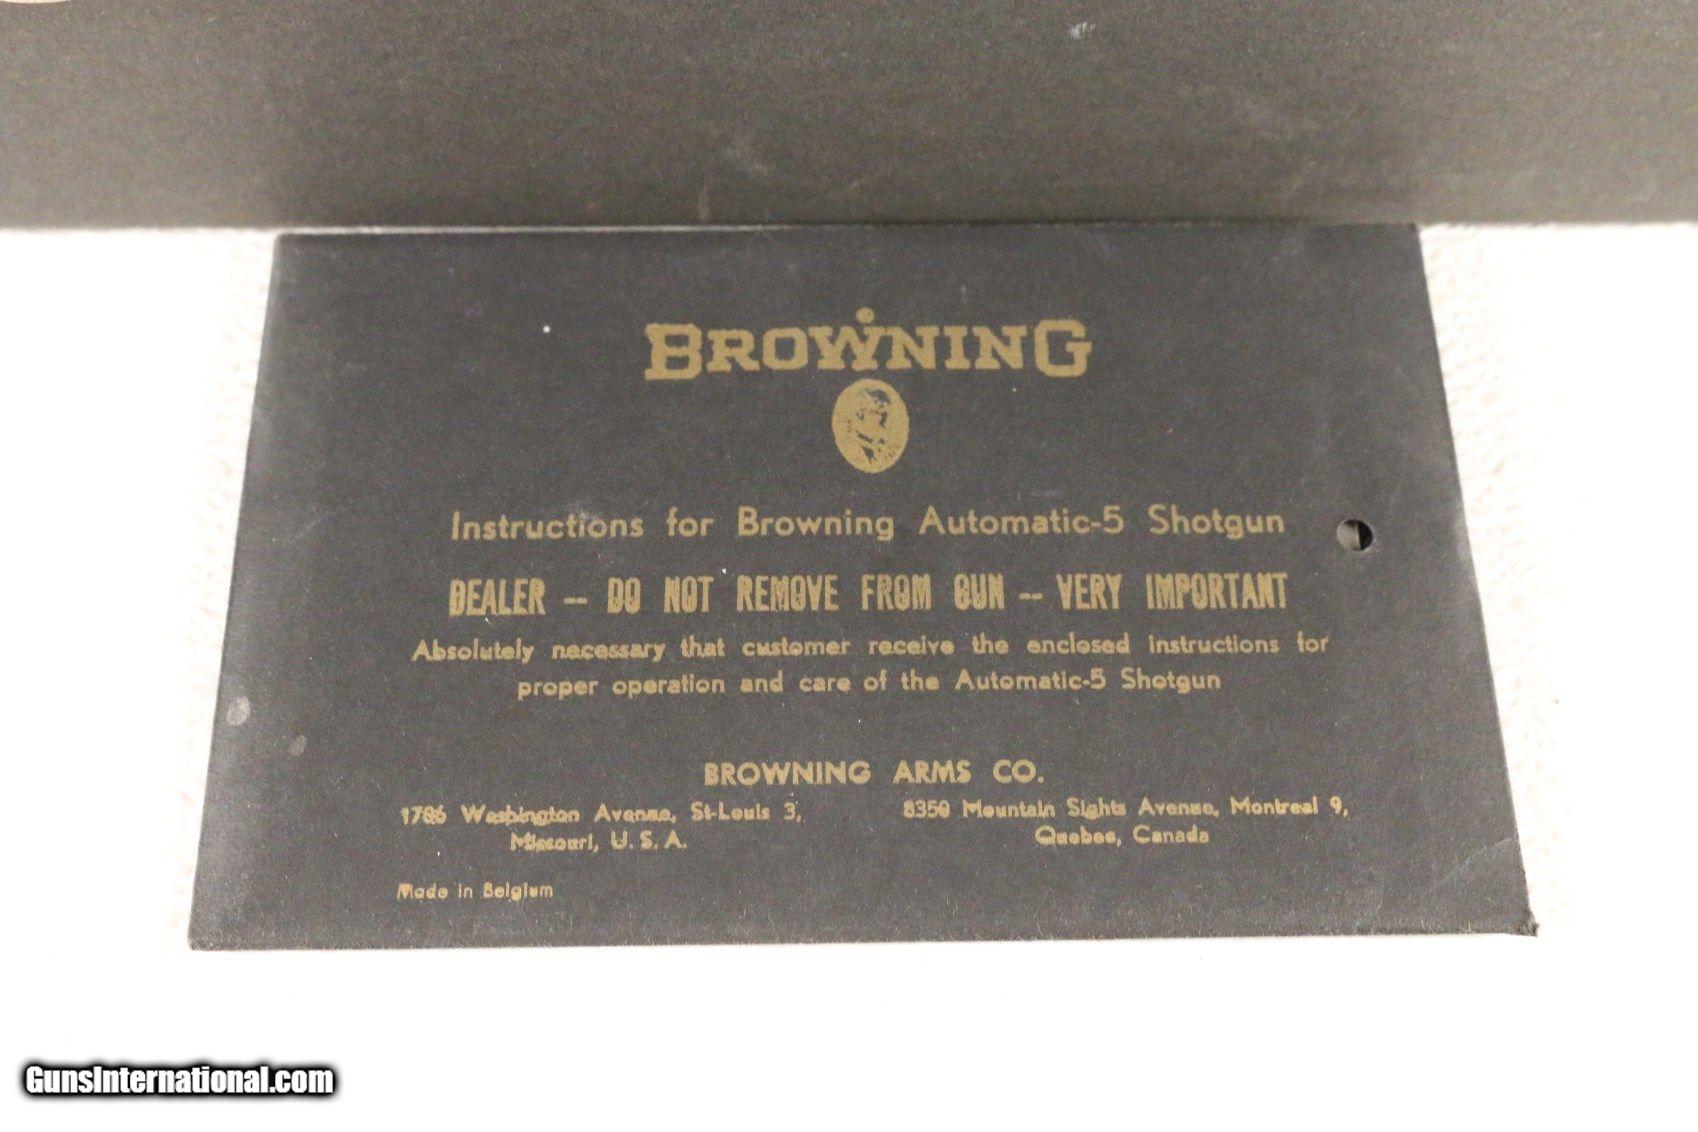 BROWNING
Instructions for Browning Automatic-5 Shotgun
DEALER -- DO NOT REMOVE FROM GUN -- VERY IMPORTANT
Absolutely necessary that customer receive the enclosed instructions for
proper operation and care of the Automatic-5 Shotgun
BROWNING ARMS CO.
1706 Washington Avenue, St-Louis 3,
Missouri, U. S. A.
8350 Mountain Sights Avenue, Montreal 9,
Quebec, Canada
Made in Belgium
GunsInternational.com